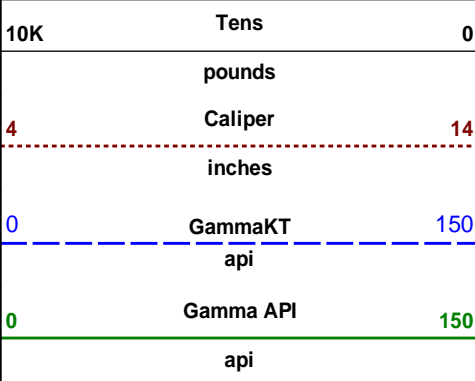 Tens
10K 0
pounds
Caliper
4 14
inches
0 GammaKT 150
api
Gamma API
0 150
api